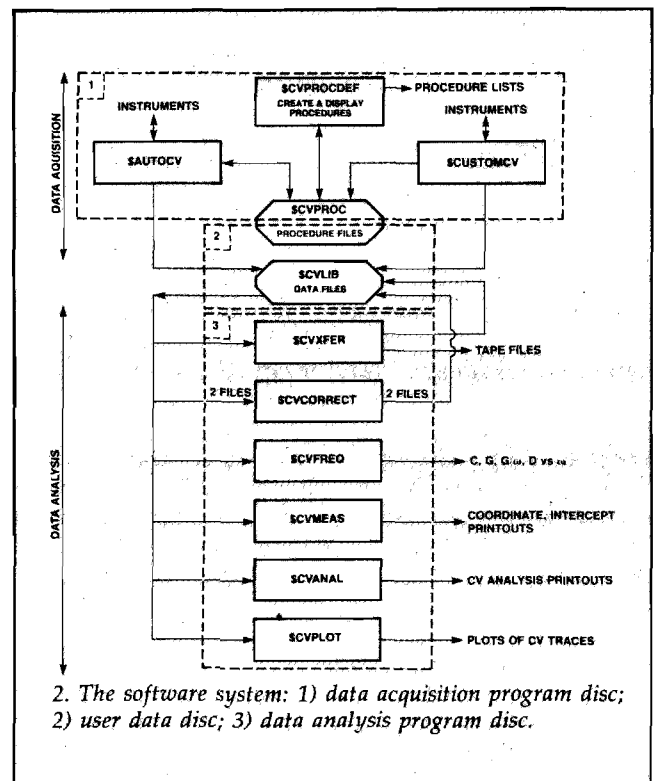 1
$CVPROCDEF
CREATE & DISPLAY
PROCEDURES
PROCEDURE LISTS
INSTRUMENTS
INSTRUMENTS
DATA AQUISITION
$AUTOCV
$CUSTOMCV
$CVPROC
PROCEDURE FILES
2
$CVLIB
DATA FILES
3
DATA ANALYSIS
$CVXFER
TAPE FILES
2 FILES
$CVCORRECT
2 FILES
$CVFREQ
C, G, G/ω, D vs ω
$CVMEAS
COORDINATE, INTERCEPT
PRINTOUTS
$CVANAL
CV ANALYSIS PRINTOUTS
$CVPLOT
PLOTS OF CV TRACES
2. The software system: 1) data acquisition program disc;
2) user data disc; 3) data analysis program disc.